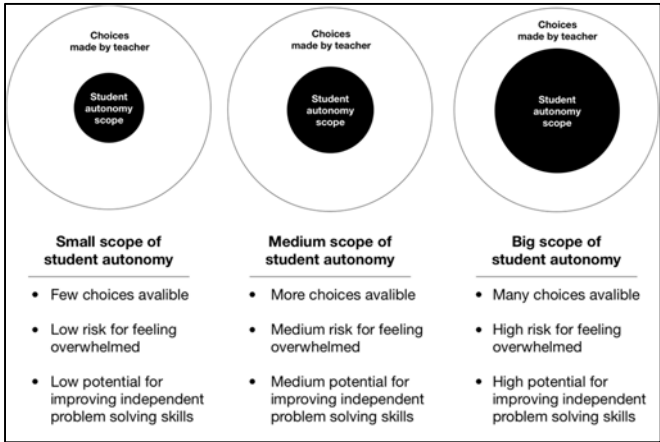 Choices
made by teacher
Student
autonomy
scope
Choices
made by teacher
Student
autonomy
scope
Choices
made by teacher
Student
autonomy
scope
Small scope of
student autonomy
• Few choices avalible
• Low risk for feeling
overwhelmed
• Low potential for
improving independent
problem solving skills
Medium scope of
student autonomy
• More choices avalible
• Medium risk for feeling
overwhelmed
• Medium potential for
improving independent
problem solving skills
Big scope of
student autonomy
• Many choices avalible
• High risk for feeling
overwhelmed
• High potential for
improving independent
problem solving skills